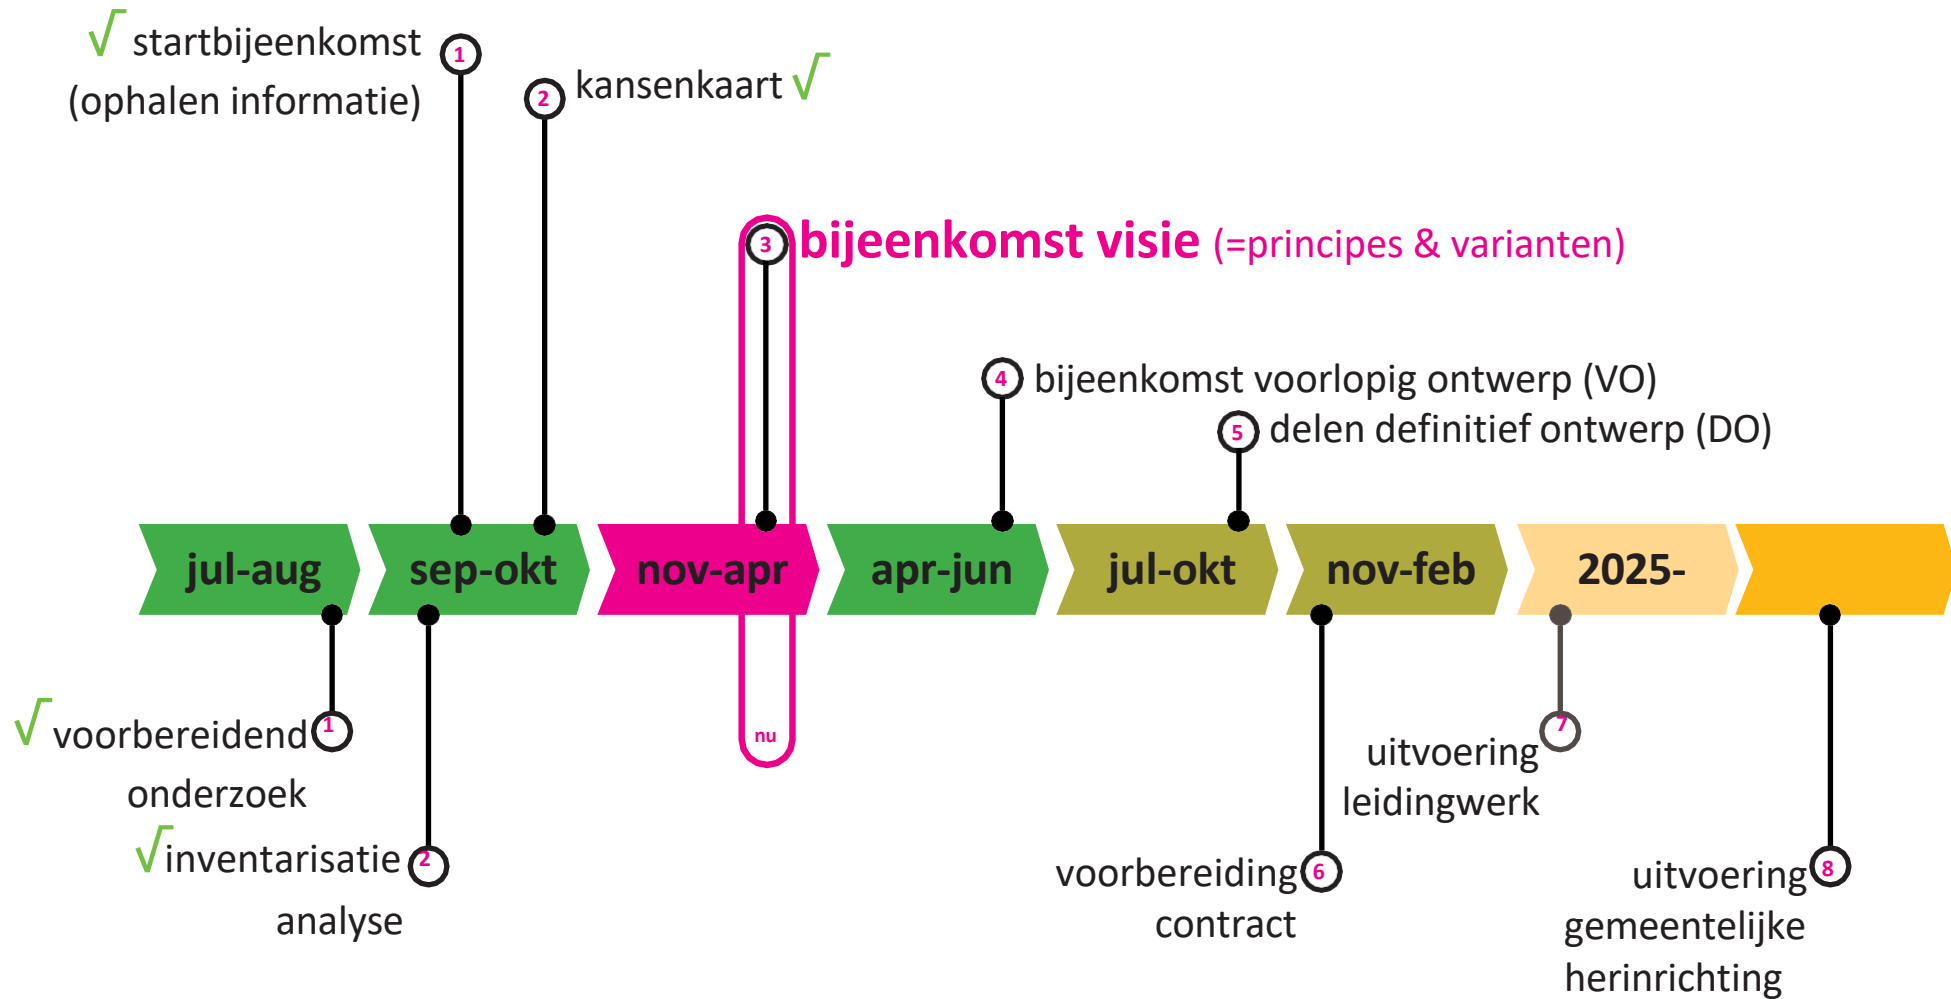 √ startbijeenkomst
(ophalen informatie)
1
2
kansenkaart √
3
bijeenkomst visie (=principes & varianten)
4
bijeenkomst voorlopig ontwerp (VO)
5
delen definitief ontwerp (DO)
jul-aug
sep-okt
nov-apr
apr-jun
jul-okt
nov-feb
2025-
√ voorbereidend
onderzoek
1
√ inventarisatie
analyse
2
nu
voorbereiding
contract
6
uitvoering
leidingwerk
7
uitvoering
gemeentelijke
herinrichting
8